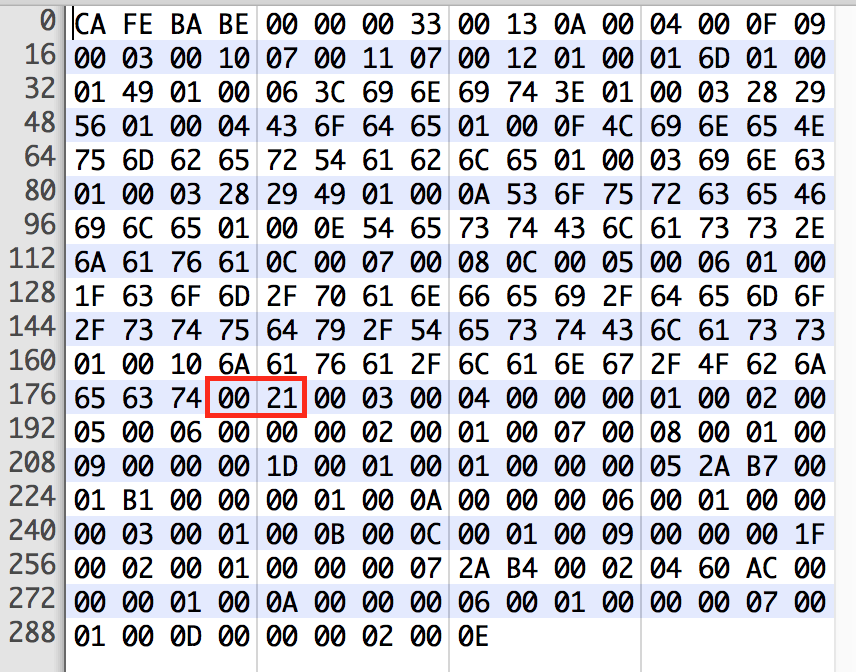 0 CA FE BA BE 00 00 00 33 00 13 0A 00 04 00 0F 09
16 00 03 00 10 07 00 11 07 00 12 01 00 01 6D 01 00
32 01 49 01 00 06 3C 69 6E 69 74 3E 01 00 03 28 29
48 56 01 00 04 43 6F 64 65 01 00 0F 4C 69 6E 65 4E
64 75 6D 62 65 72 54 61 62 6C 65 01 00 03 69 6E 63
80 01 00 03 28 29 49 01 00 0A 53 6F 75 72 63 65 46
96 69 6C 65 01 00 0E 54 65 73 74 43 6C 61 73 73 2E
112 6A 61 76 61 0C 00 07 00 08 0C 00 05 00 06 01 00
128 1F 63 6F 6D 2F 70 61 6E 66 65 69 2F 64 65 6D 6F
144 2F 73 74 75 64 79 2F 54 65 73 74 43 6C 61 73 73
160 01 00 10 6A 61 76 61 2F 6C 61 6E 67 2F 4F 62 6A
176 65 63 74 00 21 00 03 00 04 00 00 00 01 00 02 00
192 05 00 06 00 00 00 02 00 01 00 07 00 08 00 01 00
208 09 00 00 00 1D 00 01 00 01 00 00 00 05 2A B7 00
224 01 B1 00 00 00 01 00 0A 00 00 00 06 00 01 00 00
240 00 03 00 01 00 0B 00 0C 00 01 00 09 00 00 00 1F
256 00 02 00 01 00 00 00 07 2A B4 00 02 04 60 AC 00
272 00 00 01 00 0A 00 00 00 06 00 01 00 00 00 07 00
288 01 00 0D 00 00 00 02 00 0E